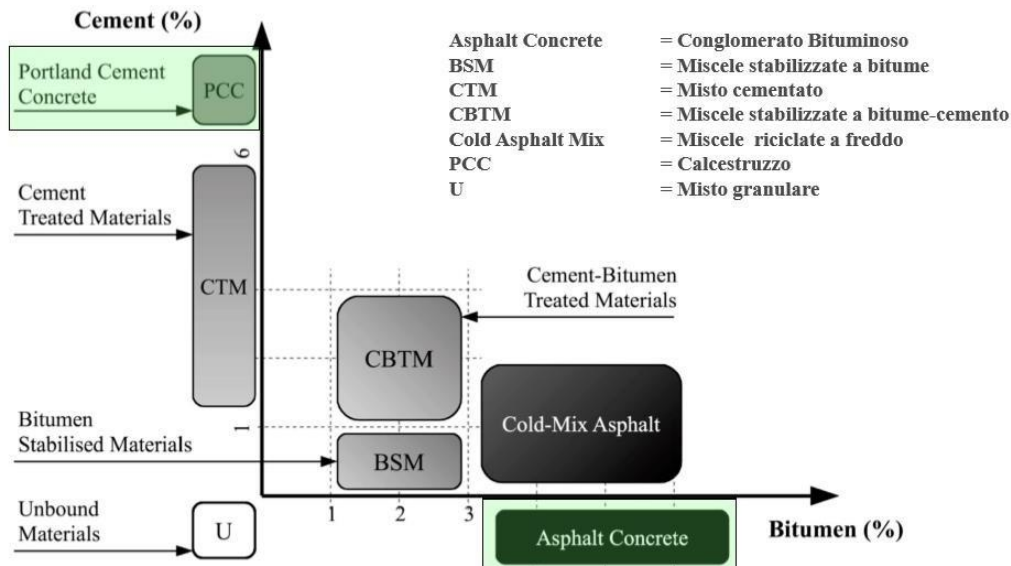 Cement (%)
Portland Cement
Concrete
PCC
Asphalt Concrete = Conglomerato Bituminoso
BSM = Miscele stabilizzate a bitume
CTM = Misto cementato
CBTM = Miscele stabilizzate a bitume-cemento
Cold Asphalt Mix = Miscele riciclate a freddo
PCC = Calcestruzzo
U = Misto granulare
6
Cement
Treated Materials
CTM
Cement-Bitumen
Treated Materials
CBTM
Cold-Mix Asphalt
1
Bitumen
Stabilised Materials
BSM
Unbound
Materials
U
1 2 3
Asphalt Concrete
Bitumen (%)